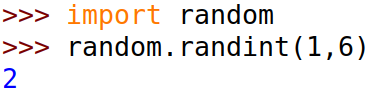 >>> import random
>>> random.randint(1,6)
2